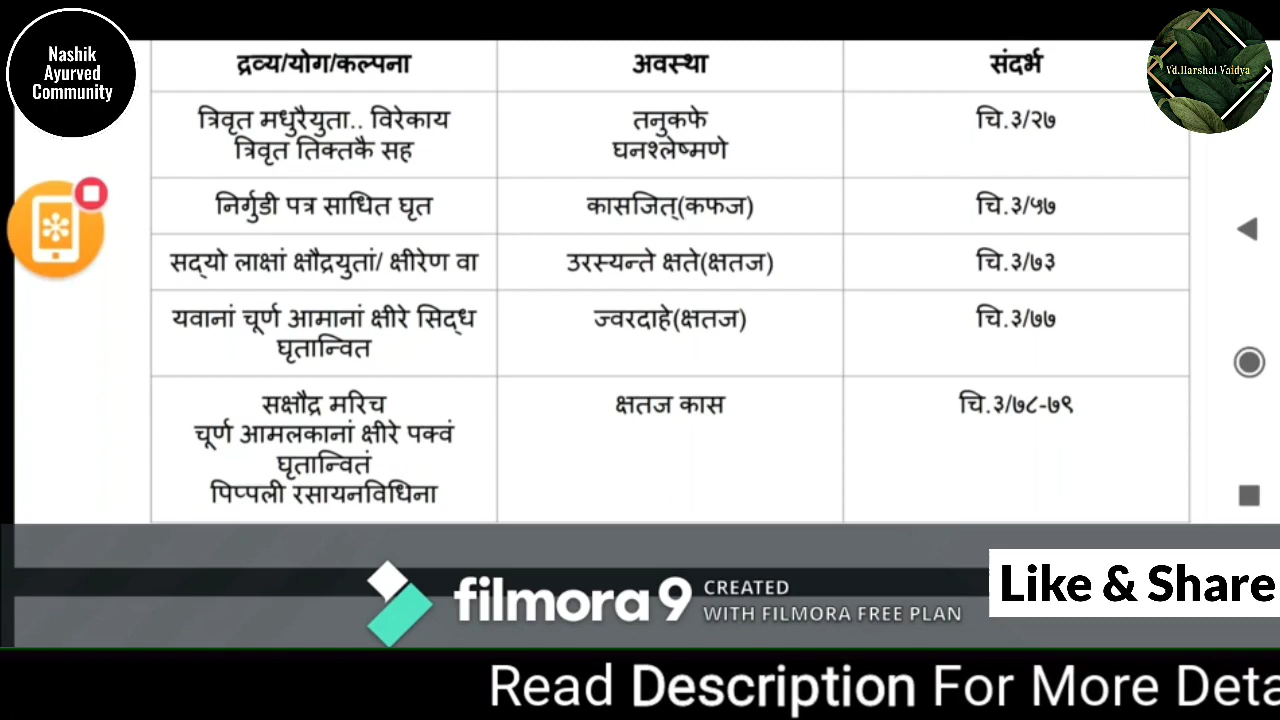 Nashik
Ayurved
Community
Vd.Harshal Vaidya
द्रव्य/योग/कल्पना अवस्था संदर्भ
त्रिवृत मधुरैयुता.. विरेकाय तनुकफे चि.३/२७
त्रिवृत तिक्तकै सह घनश्लेष्मणे
निर्गुडी पत्र साधित घृत कासजित्(कफज) चि.३/५७
सद्यो लाक्षां क्षौद्रयुतां/ क्षीरेण वा उरस्यन्ते क्षते(क्षतज) चि.३/७३
यवानां चूर्ण आमानां क्षीरे सिद्ध ज्वरदाहे(क्षतज) चि.३/७७
घृतान्वित
सक्षौद्र मरिच क्षतज कास चि.३/७८-७९
चूर्ण आमलकानां क्षीरे पक्वं
घृतान्वितं
पिप्पली रसायनविधिना
filmora 9 CREATED
WITH FILMORA FREE PLAN
Like & Share
Read Description For More Deta